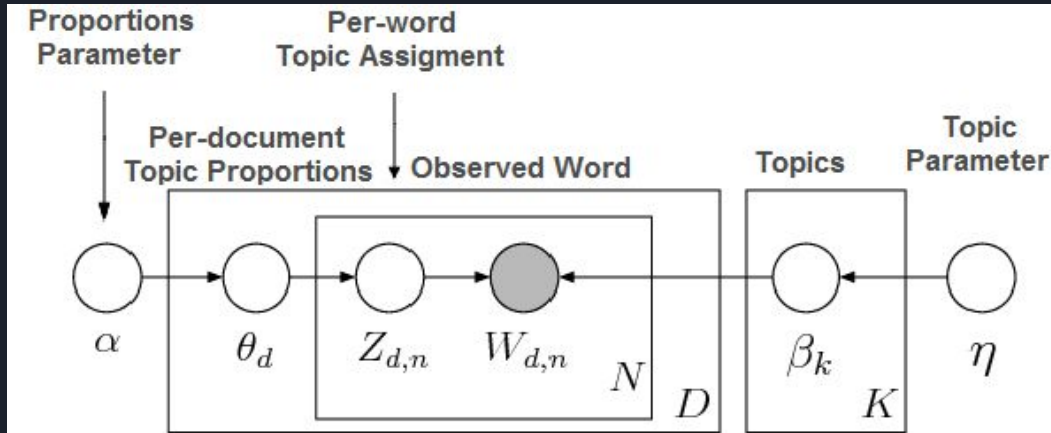 Proportions
Parameter
Per-word
Topic Assigment
Per-document
Topic Proportions
Observed Word
Topics
Topic
Parameter
α
θ_d
Z_{d,n}
W_{d,n}
N
D
β_k
K
η